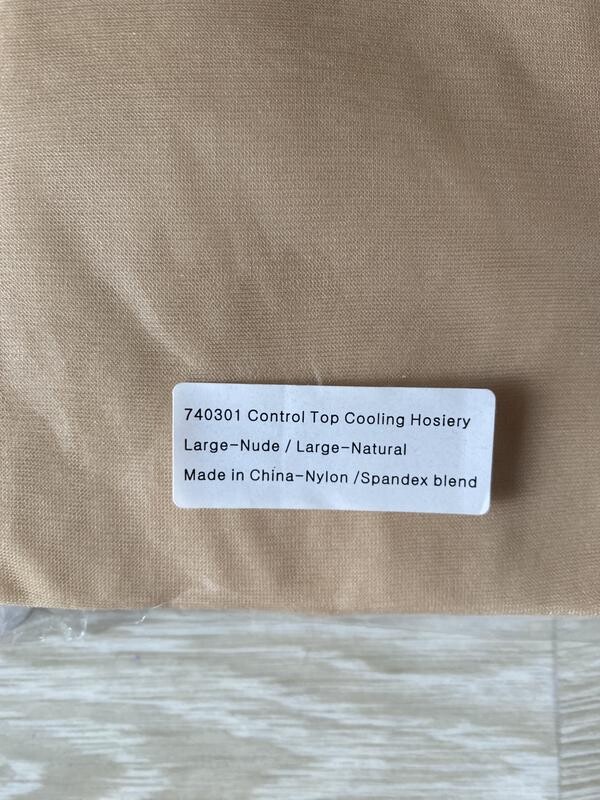 740301 Control Top Cooling Hosiery
Large-Nude / Large-Natural
Made in China-Nylon /Spandex blend